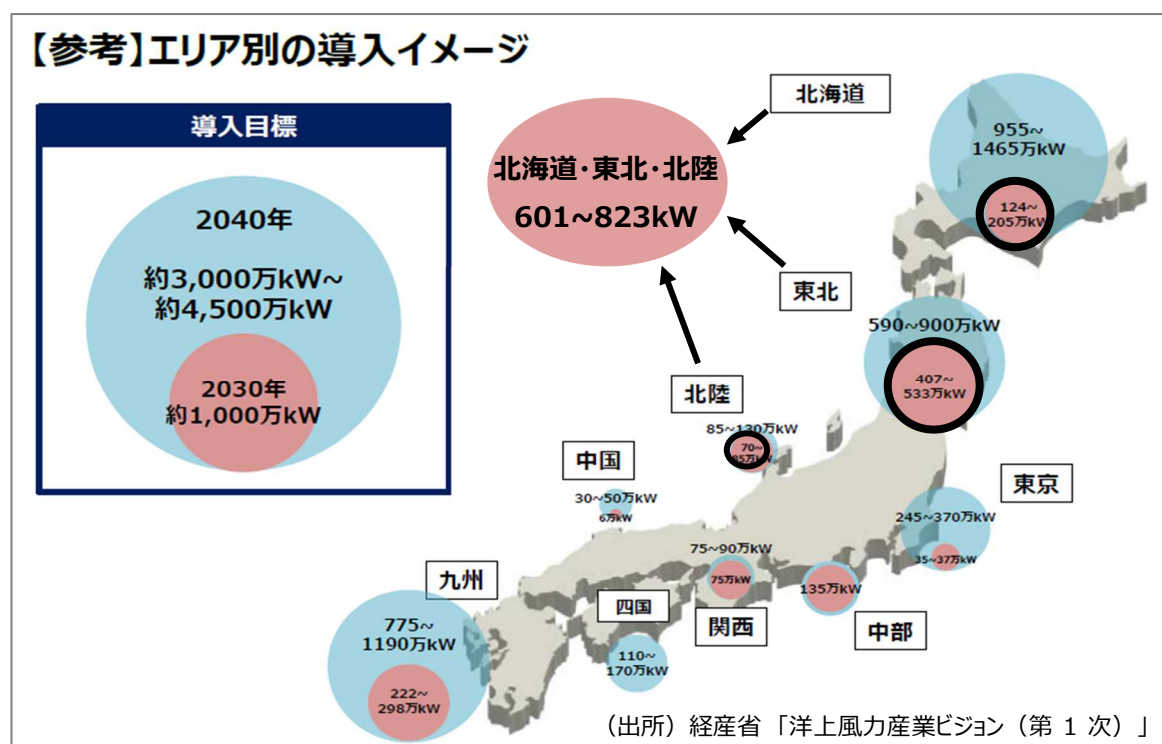 【参考】エリア別の導入イメージ
導入目標
2040年
約3,000万kW~
約4,500万kW
2030年
約1,000万kW
北海道・東北・北陸
601~823kW
北海道
955~
1465万kW
124~
205万kW
東北
590~900万kW
407~
533万kW
北陸
85~130万kW
70~
85万kW
中国
30~50万kW
6万kW
東京
245~370万kW
35~37万kW
75~90万kW
75万kW
関西
135万kW
中部
九州
775~
1190万kW
222~
298万kW
四国
110~
170万kW
（出所）経産省「洋上風力産業ビジョン（第 1 次）」